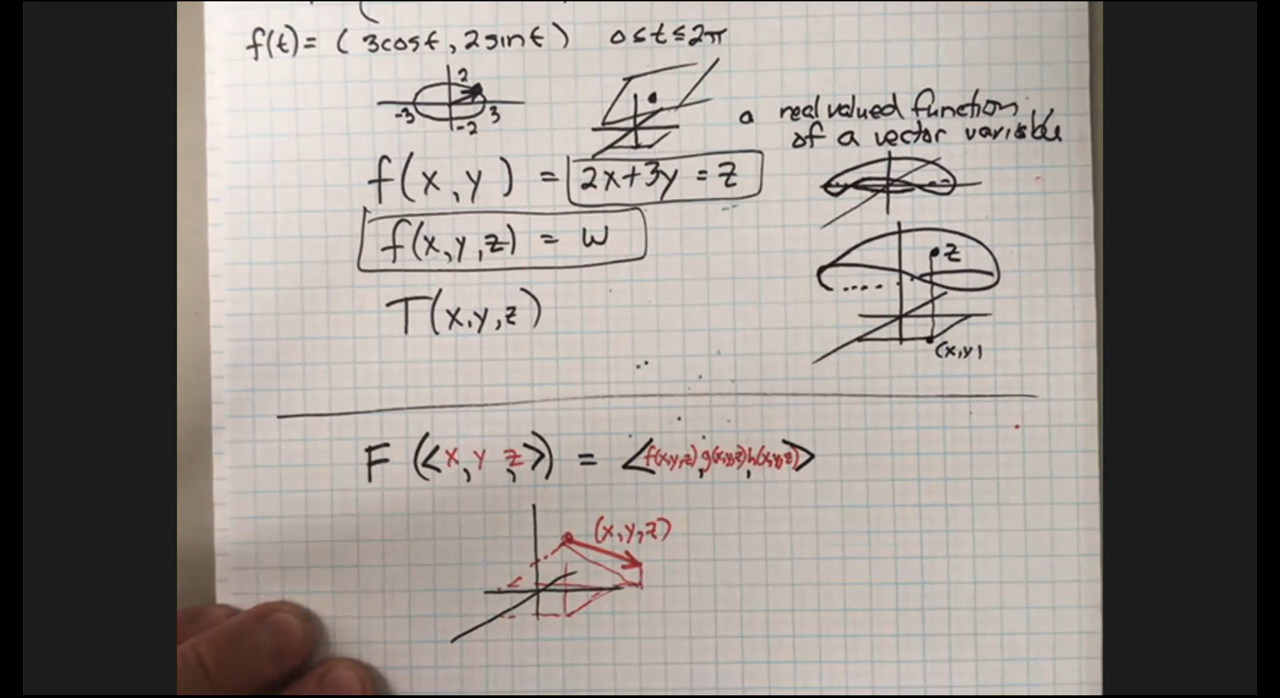 f(t) = ( 3cost , 2sint ) 0≤t≤2π
2
-3 3
-2
a real valued function
of a vector variable
f(x,y) = 2x+3y = z
f(x,y,z) = w
z
T(x,y,z)
(x,y)
F (<x,y,z>) = <f(x,y,z), g(x,y,z), h(x,y,z)>
(x,y,z)